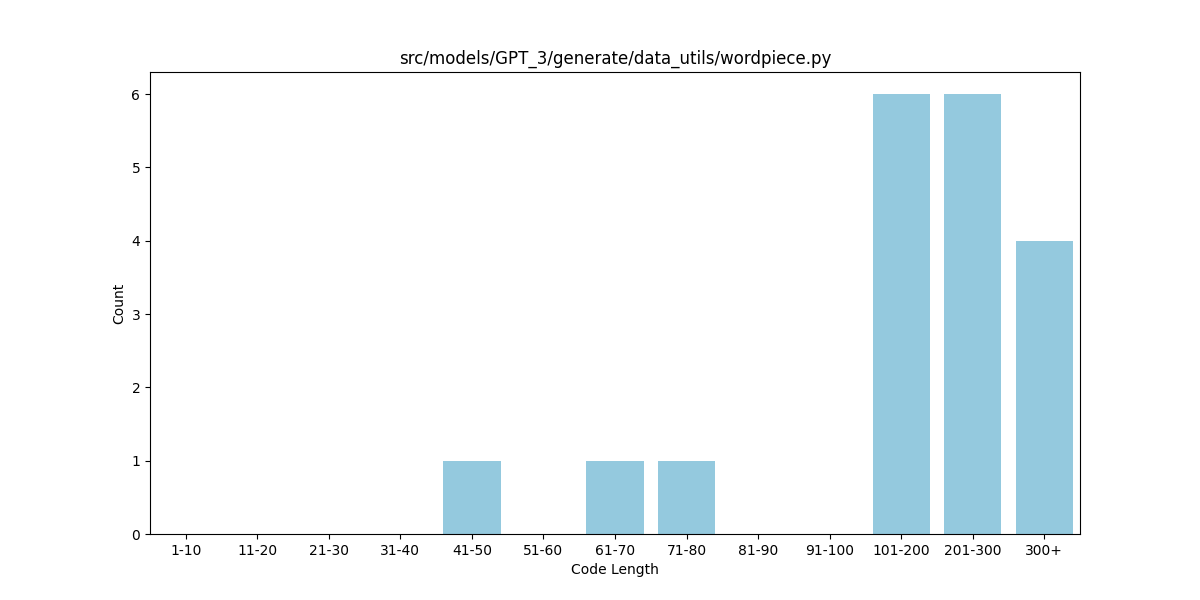 src/models/GPT_3/generate/data_utils/wordpiece.py
Count
6
5
4
3
2
1
0
1-10 11-20 21-30 31-40 41-50 51-60 61-70 71-80 81-90 91-100 101-200 201-300 300+
Code Length